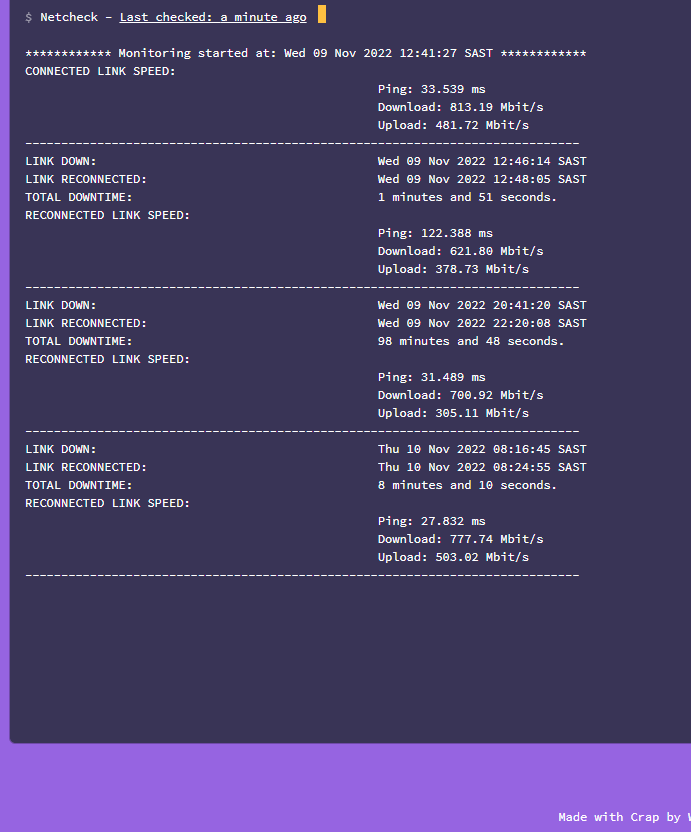 $ Netcheck - Last checked: a minute ago
************ Monitoring started at: Wed 09 Nov 2022 12:41:27 SAST ************
CONNECTED LINK SPEED:
Ping: 33.539 ms
Download: 813.19 Mbit/s
Upload: 481.72 Mbit/s
-----------------------------------------------------------------------------
LINK DOWN: Wed 09 Nov 2022 12:46:14 SAST
LINK RECONNECTED: Wed 09 Nov 2022 12:48:05 SAST
TOTAL DOWNTIME: 1 minutes and 51 seconds.
RECONNECTED LINK SPEED:
Ping: 122.388 ms
Download: 621.80 Mbit/s
Upload: 378.73 Mbit/s
-----------------------------------------------------------------------------
LINK DOWN: Wed 09 Nov 2022 20:41:20 SAST
LINK RECONNECTED: Wed 09 Nov 2022 22:20:08 SAST
TOTAL DOWNTIME: 98 minutes and 48 seconds.
RECONNECTED LINK SPEED:
Ping: 31.489 ms
Download: 700.92 Mbit/s
Upload: 305.11 Mbit/s
-----------------------------------------------------------------------------
LINK DOWN: Thu 10 Nov 2022 08:16:45 SAST
LINK RECONNECTED: Thu 10 Nov 2022 08:24:55 SAST
TOTAL DOWNTIME: 8 minutes and 10 seconds.
RECONNECTED LINK SPEED:
Ping: 27.832 ms
Download: 777.74 Mbit/s
Upload: 503.02 Mbit/s
-----------------------------------------------------------------------------
Made with Crap by